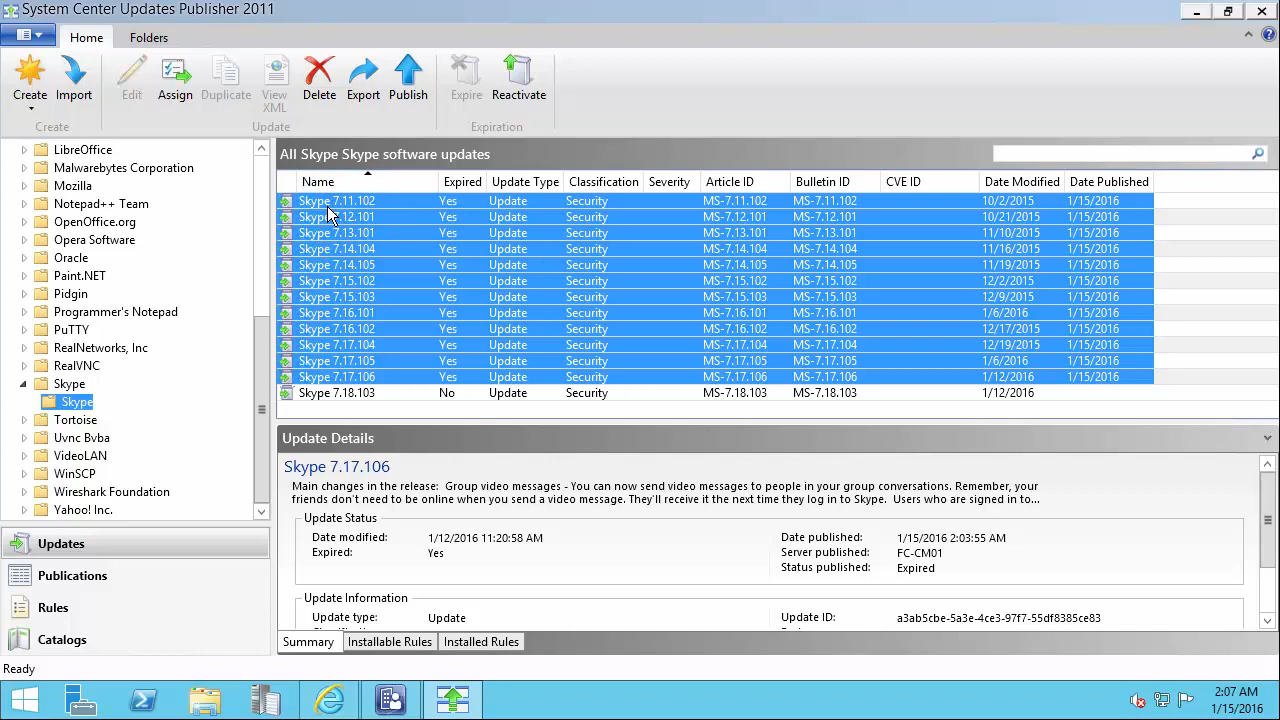 System Center Updates Publisher 2011
Home Folders
Create Import Edit Assign Duplicate View XML Delete Export Publish Expire Reactivate
Create Update Expiration
LibreOffice
Malwarebytes Corporation
Mozilla
Notepad++ Team
OpenOffice.org
Opera Software
Oracle
Paint.NET
Pidgin
Programmer's Notepad
PuTTY
RealNetworks, Inc
RealVNC
Skype
Skype
Tortoise
Uvnc Bvba
VideoLAN
WinSCP
Wireshark Foundation
Yahoo! Inc.
Updates
Publications
Rules
Catalogs
All Skype Skype software updates
Name Expired Update Type Classification Severity Article ID Bulletin ID CVE ID Date Modified Date Published
Skype 7.11.102 Yes Update Security MS-7.11.102 MS-7.11.102 10/2/2015 1/15/2016
Skype 7.12.101 Yes Update Security MS-7.12.101 MS-7.12.101 10/21/2015 1/15/2016
Skype 7.13.101 Yes Update Security MS-7.13.101 MS-7.13.101 11/10/2015 1/15/2016
Skype 7.14.104 Yes Update Security MS-7.14.104 MS-7.14.104 11/16/2015 1/15/2016
Skype 7.14.105 Yes Update Security MS-7.14.105 MS-7.14.105 11/19/2015 1/15/2016
Skype 7.15.102 Yes Update Security MS-7.15.102 MS-7.15.102 12/2/2015 1/15/2016
Skype 7.15.103 Yes Update Security MS-7.15.103 MS-7.15.103 12/9/2015 1/15/2016
Skype 7.16.101 Yes Update Security MS-7.16.101 MS-7.16.101 1/6/2016 1/15/2016
Skype 7.16.102 Yes Update Security MS-7.16.102 MS-7.16.102 12/17/2015 1/15/2016
Skype 7.17.104 Yes Update Security MS-7.17.104 MS-7.17.104 12/19/2015 1/15/2016
Skype 7.17.105 Yes Update Security MS-7.17.105 MS-7.17.105 1/6/2016 1/15/2016
Skype 7.17.106 Yes Update Security MS-7.17.106 MS-7.17.106 1/12/2016 1/15/2016
Skype 7.18.103 No Update Security MS-7.18.103 MS-7.18.103 1/12/2016
Update Details
Skype 7.17.106
Main changes in the release: Group video messages - You can now send video messages to people in your group conversations. Remember, your
friends don't need to be online when you send a video message. They'll receive it the next time they log in to Skype. Users who are signed in to...
Update Status
Date modified: 1/12/2016 11:20:58 AM Date published: 1/15/2016 2:03:55 AM
Expired: Yes Server published: FC-CM01
Status published: Expired
Update Information
Update type: Update Update ID: a3ab5cbe-5a3e-4ce3-97f7-55df8385ce83
Summary Installable Rules Installed Rules
Ready
2:07 AM
1/15/2016